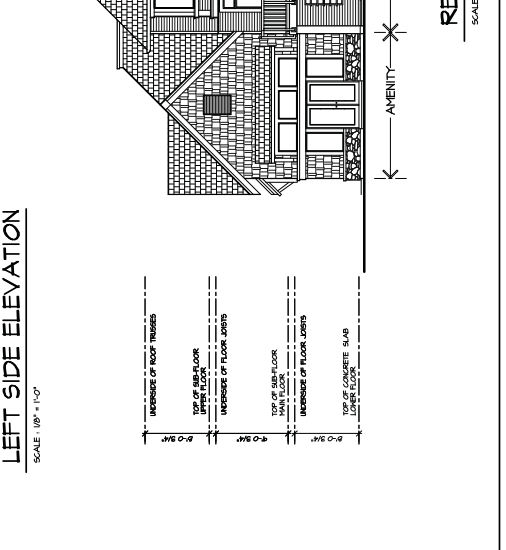 LEFT SIDE ELEVATION
SCALE : 1/8" = 1'-0"
UNDERSIDE OF ROOF TRUSSES
TOP OF SUB-FLOOR
UPPER FLOOR
UNDERSIDE OF FLOOR JOISTS
TOP OF SUB-FLOOR
MAIN FLOOR
UNDERSIDE OF FLOOR JOISTS
TOP OF CONCRETE SLAB
LOWER FLOOR
AMENITY
SCALE